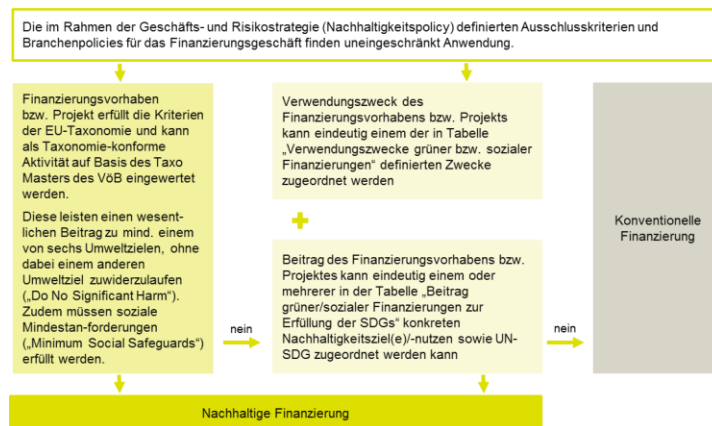 Die im Rahmen der Geschäfts- und Risikostrategie (Nachhaltigkeitspolicy) definierten Ausschlusskriterien und
Branchenpolicies für das Finanzierungsgeschäft finden uneingeschränkt Anwendung.
Finanzierungsvorhaben
bzw. Projekt erfüllt die Kriterien
der EU-Taxonomie und kann
als Taxonomie-konforme
Aktivität auf Basis des Taxo
Masters des VöB eingewertet
werden.
Diese leisten einen wesent-
lichen Beitrag zu mind. einem
von sechs Umweltzielen, ohne
dabei einem anderen
Umweltziel zuwiderzulaufen
(„Do No Significant Harm“).
Zudem müssen soziale
Mindestan-forderungen
(„Minimum Social Safeguards“)
erfüllt werden.
nein
Verwendungszweck des
Finanzierungsvorhabens bzw. Projekts
kann eindeutig einem der in Tabelle
„Verwendungszwecke grüner bzw. sozialer
Finanzierungen“ definierten Zwecke
zugeordnet werden
+
Beitrag des Finanzierungsvorhabens bzw.
Projektes kann eindeutig einem oder
mehrerer in der Tabelle „Beitrag
grüner/sozialer Finanzierungen zur
Erfüllung der SDGs“ konkreten
Nachhaltigkeitsziel(e)/-nutzen sowie UN-
SDG zugeordnet werden kann
nein
Konventionelle
Finanzierung
Nachhaltige Finanzierung